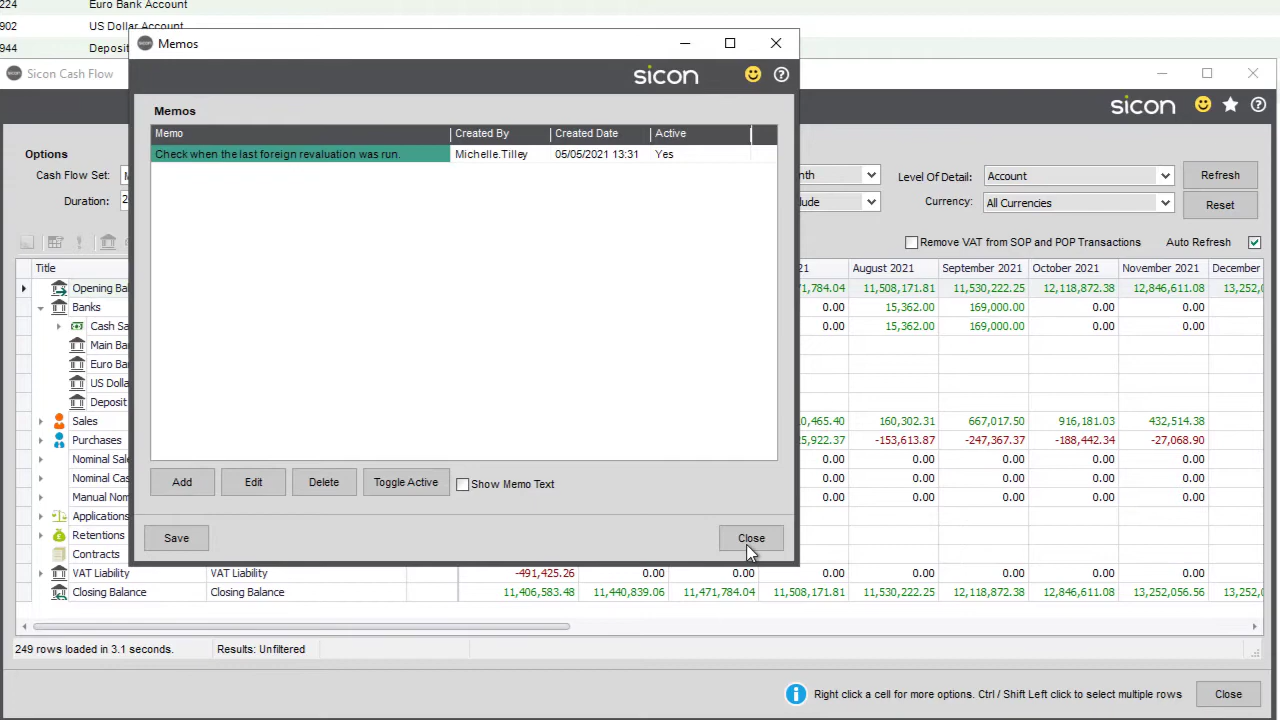 224 Euro Bank Account
902 US Dollar Account
944 Deposit
Memos
sicon
Memos
Memo Created By Created Date Active
Check when the last foreign revaluation was run. Michelle.Tilley 05/05/2021 13:31 Yes
Add Edit Delete Toggle Active Show Memo Text
Save Close
Sicon Cash Flow
sicon
Options
Cash Flow Set: Level Of Detail: Account Refresh
Duration: 2 Currency: All Currencies Reset
Remove VAT from SOP and POP Transactions Auto Refresh
Title August 2021 September 2021 October 2021 November 2021 December
Opening Ba 11,508,171.81 11,530,222.25 12,118,872.38 12,846,611.08 13,252,0
Banks 0.00 15,362.00 169,000.00 0.00 0.00
Cash Sa 0.00 15,362.00 169,000.00 0.00 0.00
Main Ban
Euro Ban
US Dolla
Deposit
Sales 0,465.40 160,302.31 667,017.50 916,181.03 432,514.38
Purchases 5,922.37 -153,613.87 -247,367.37 -188,442.34 -27,068.90
Nominal Sale 0.00 0.00 0.00 0.00 0.00
Nominal Cas 0.00 0.00 0.00 0.00 0.00
Manual Nom 0.00 0.00 0.00 0.00 0.00
Applications
Retentions
Contracts
VAT Liability VAT Liability -491,425.26 0.00 0.00 0.00 0.00 0.00 0.00 0.00
Closing Balance Closing Balance 11,406,583.48 11,440,839.06 11,471,784.04 11,508,171.81 11,530,222.25 12,118,872.38 12,846,611.08 13,252,056.56 13,252,0
249 rows loaded in 3.1 seconds. Results: Unfiltered
Right click a cell for more options. Ctrl / Shift Left click to select multiple rows Close